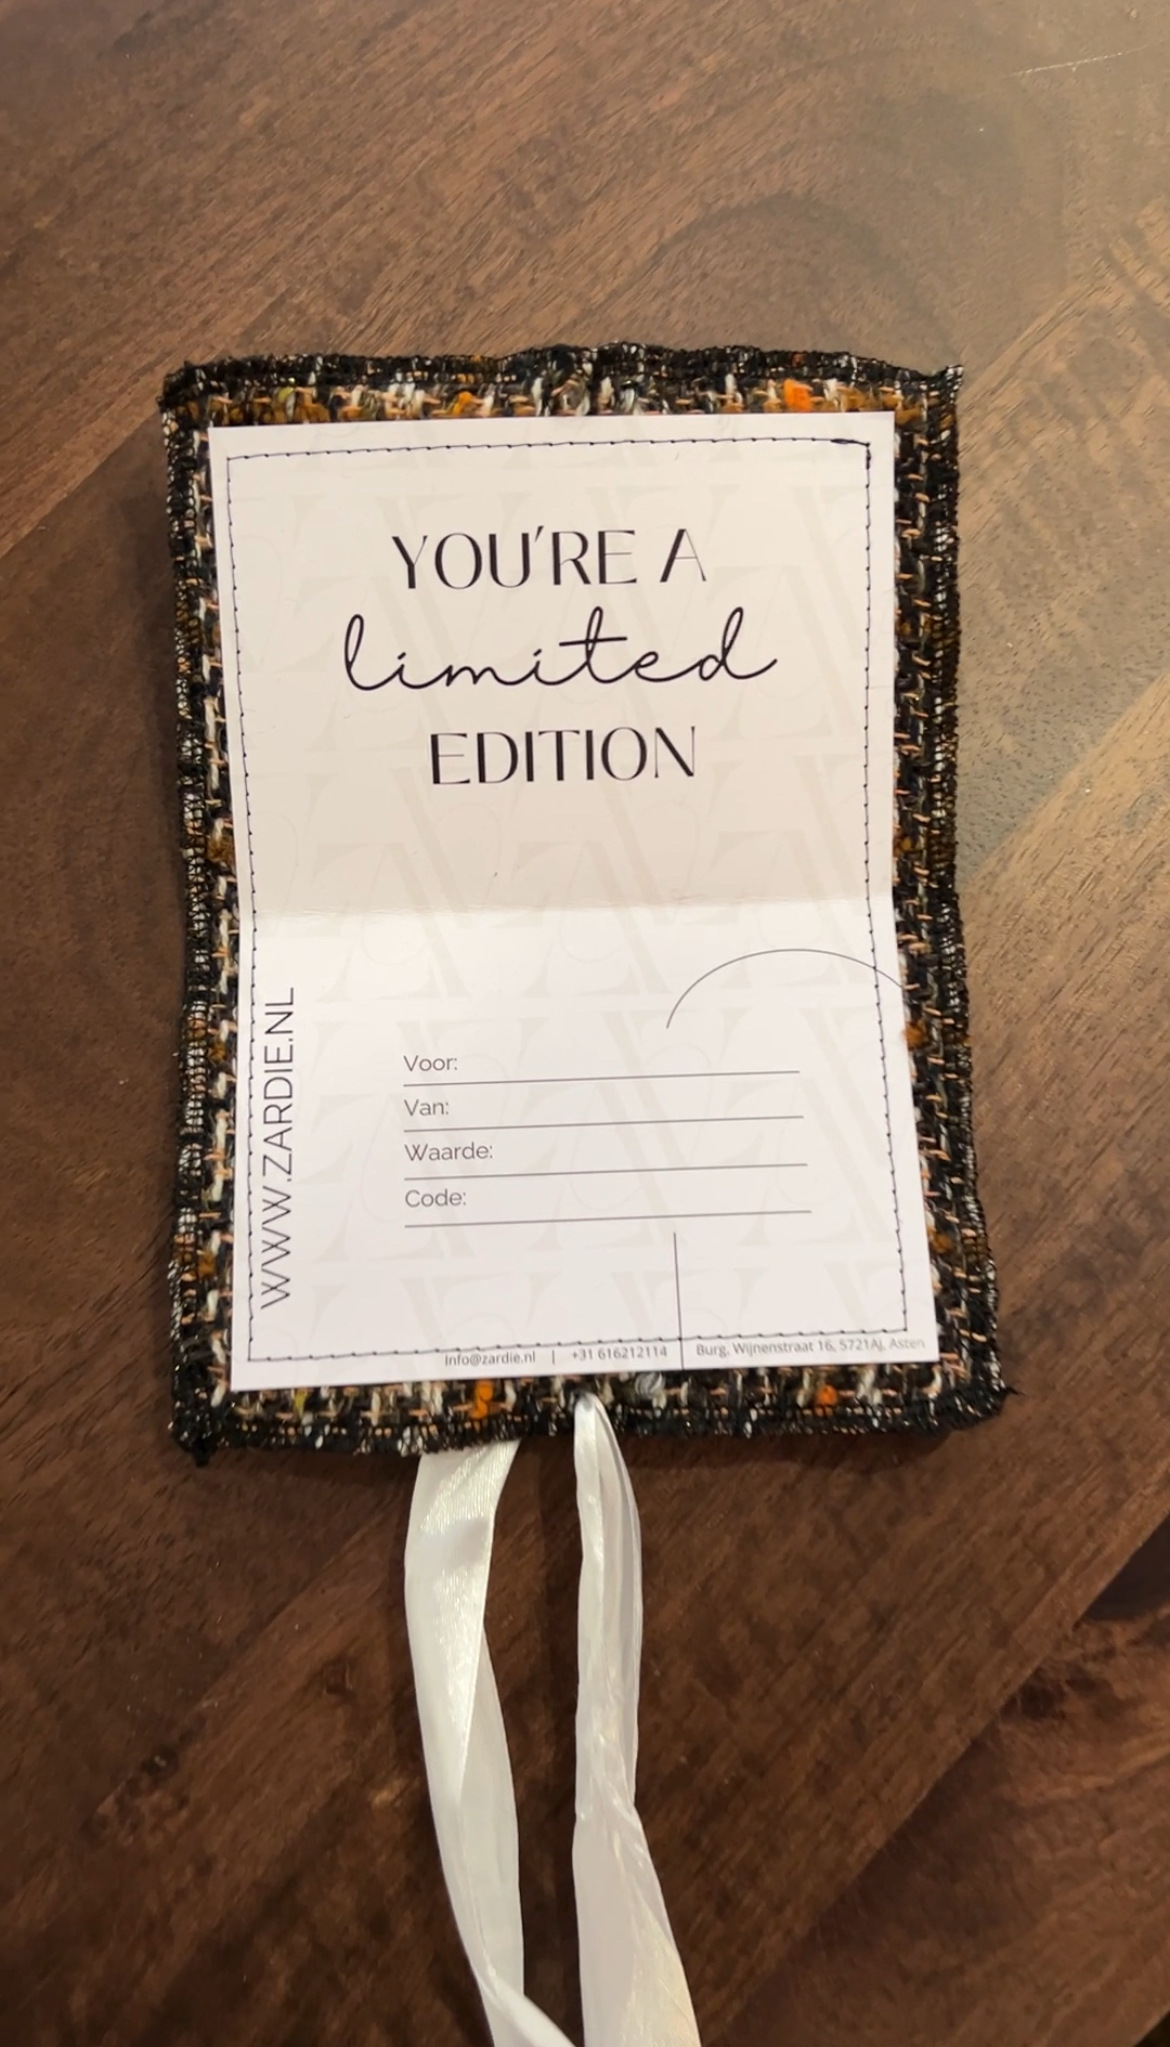 YOU'RE A
limited
EDITION
WWW.ZARDIE.NL
Voor:
Van:
Waarde:
Code:
Info@zardie.nl | +31 616212114 Burg, Wijnenstraat 16, 5721AJ, Asten